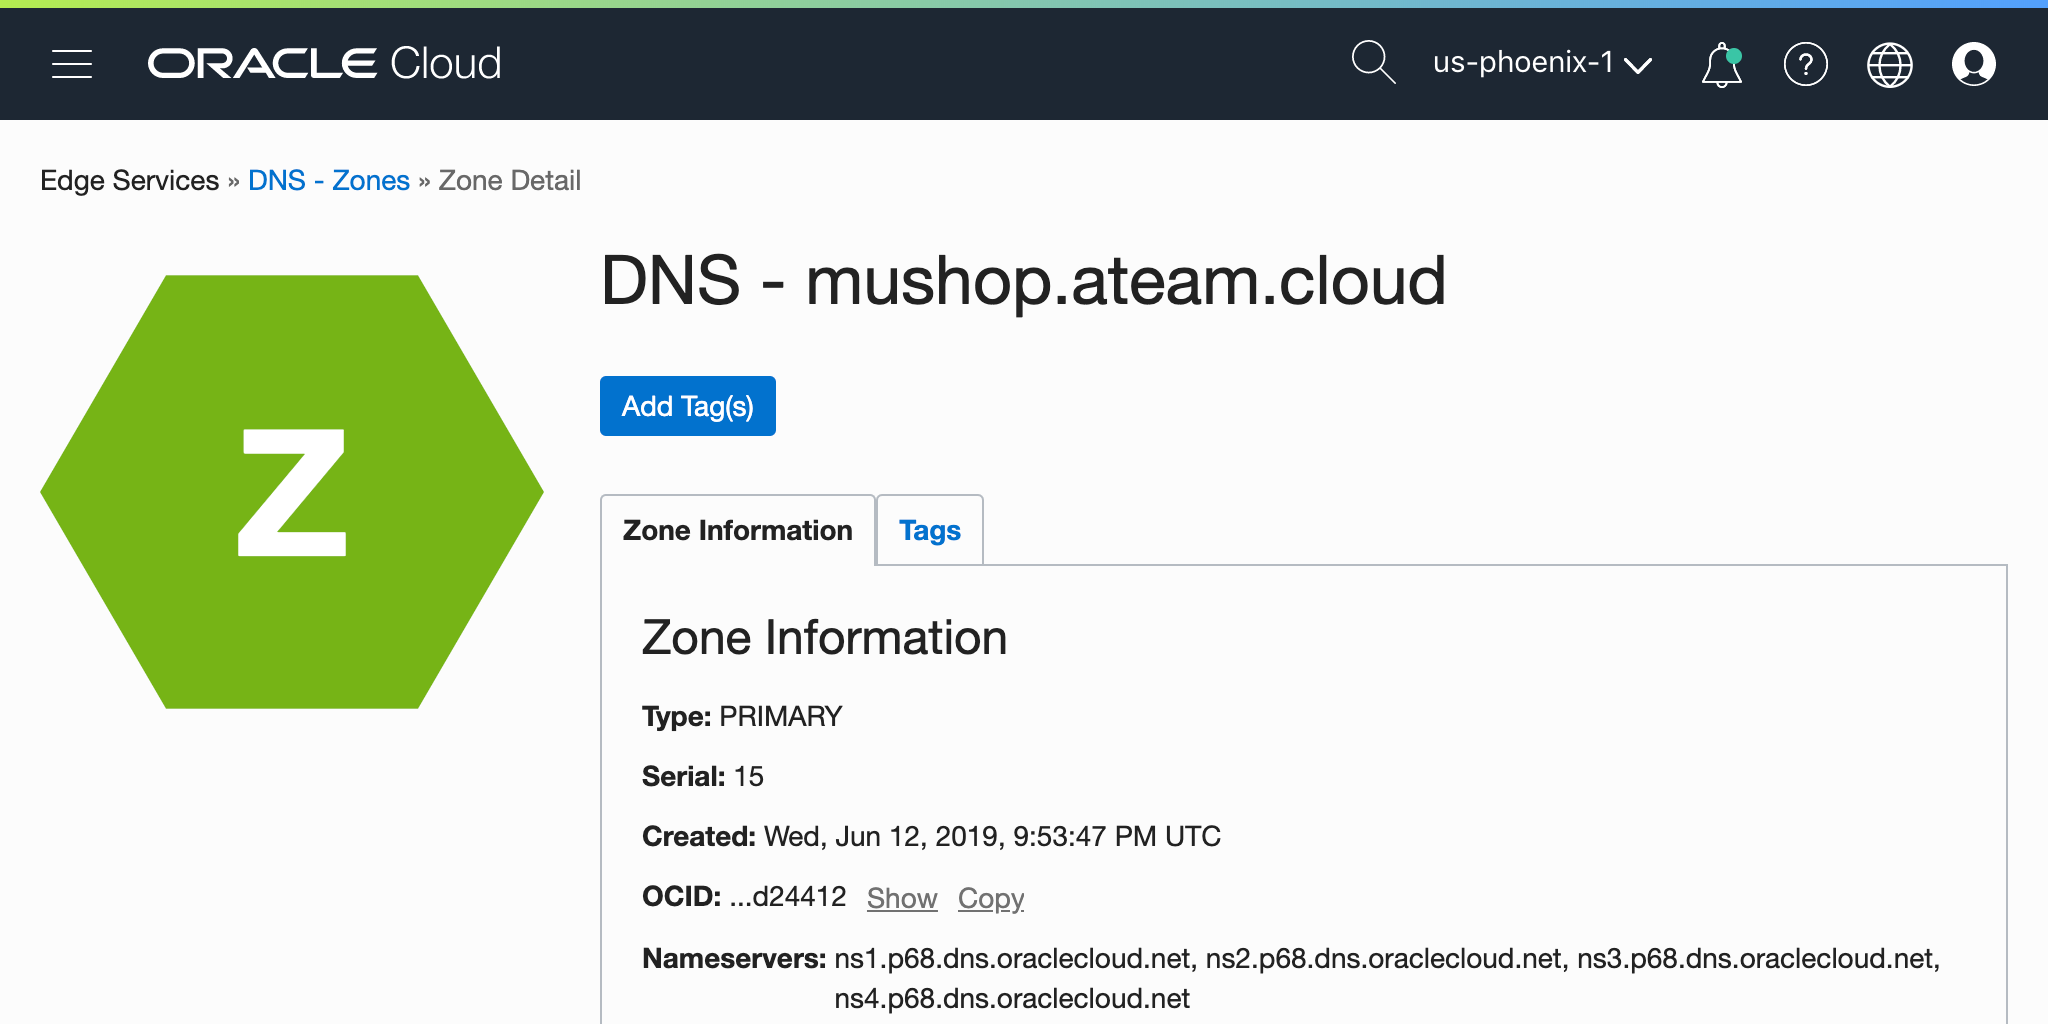 ORACLE Cloud
us-phoenix-1
?
Edge Services » DNS - Zones » Zone Detail
Z
DNS - mushop.ateam.cloud
Add Tag(s)
Zone Information
Tags
Zone Information
Type: PRIMARY
Serial: 15
Created: Wed, Jun 12, 2019, 9:53:47 PM UTC
OCID: ...d24412 Show Copy
Nameservers: ns1.p68.dns.oraclecloud.net, ns2.p68.dns.oraclecloud.net, ns3.p68.dns.oraclecloud.net,
ns4.p68.dns.oraclecloud.net